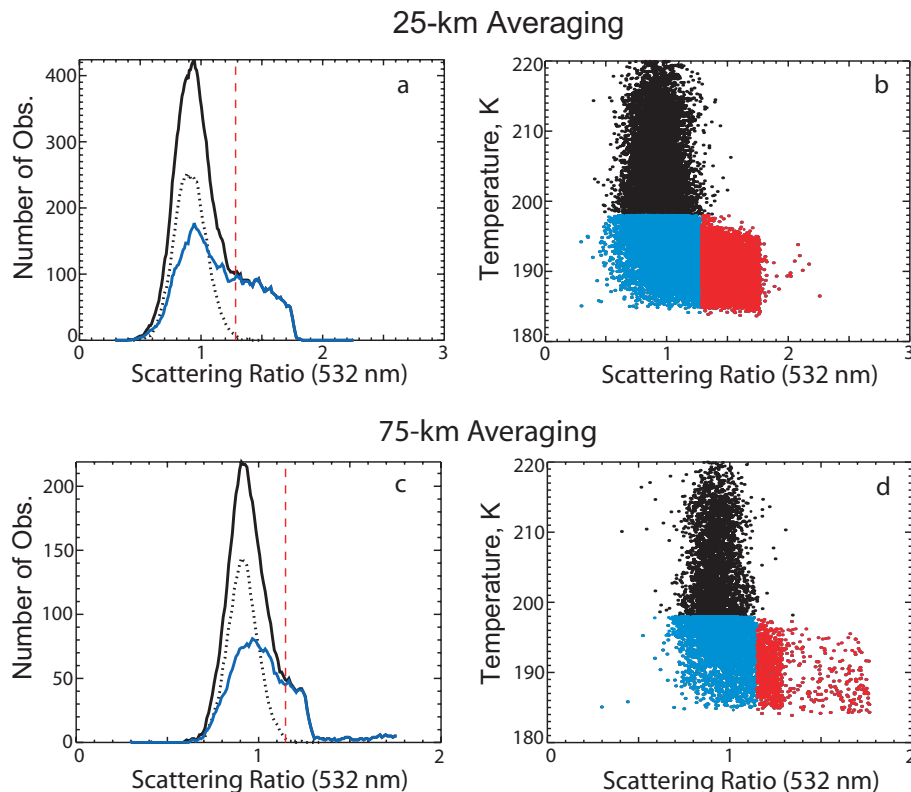 25-km Averaging
a
Number of Obs.
400
300
200
100
0
0
1
2
3
Scattering Ratio (532 nm)
b
Temperature, K
220
210
200
190
180
0
1
2
3
Scattering Ratio (532 nm)
75-km Averaging
c
Number of Obs.
200
150
100
50
0
0
1
2
Scattering Ratio (532 nm)
d
Temperature, K
220
210
200
190
180
0
1
2
Scattering Ratio (532 nm)